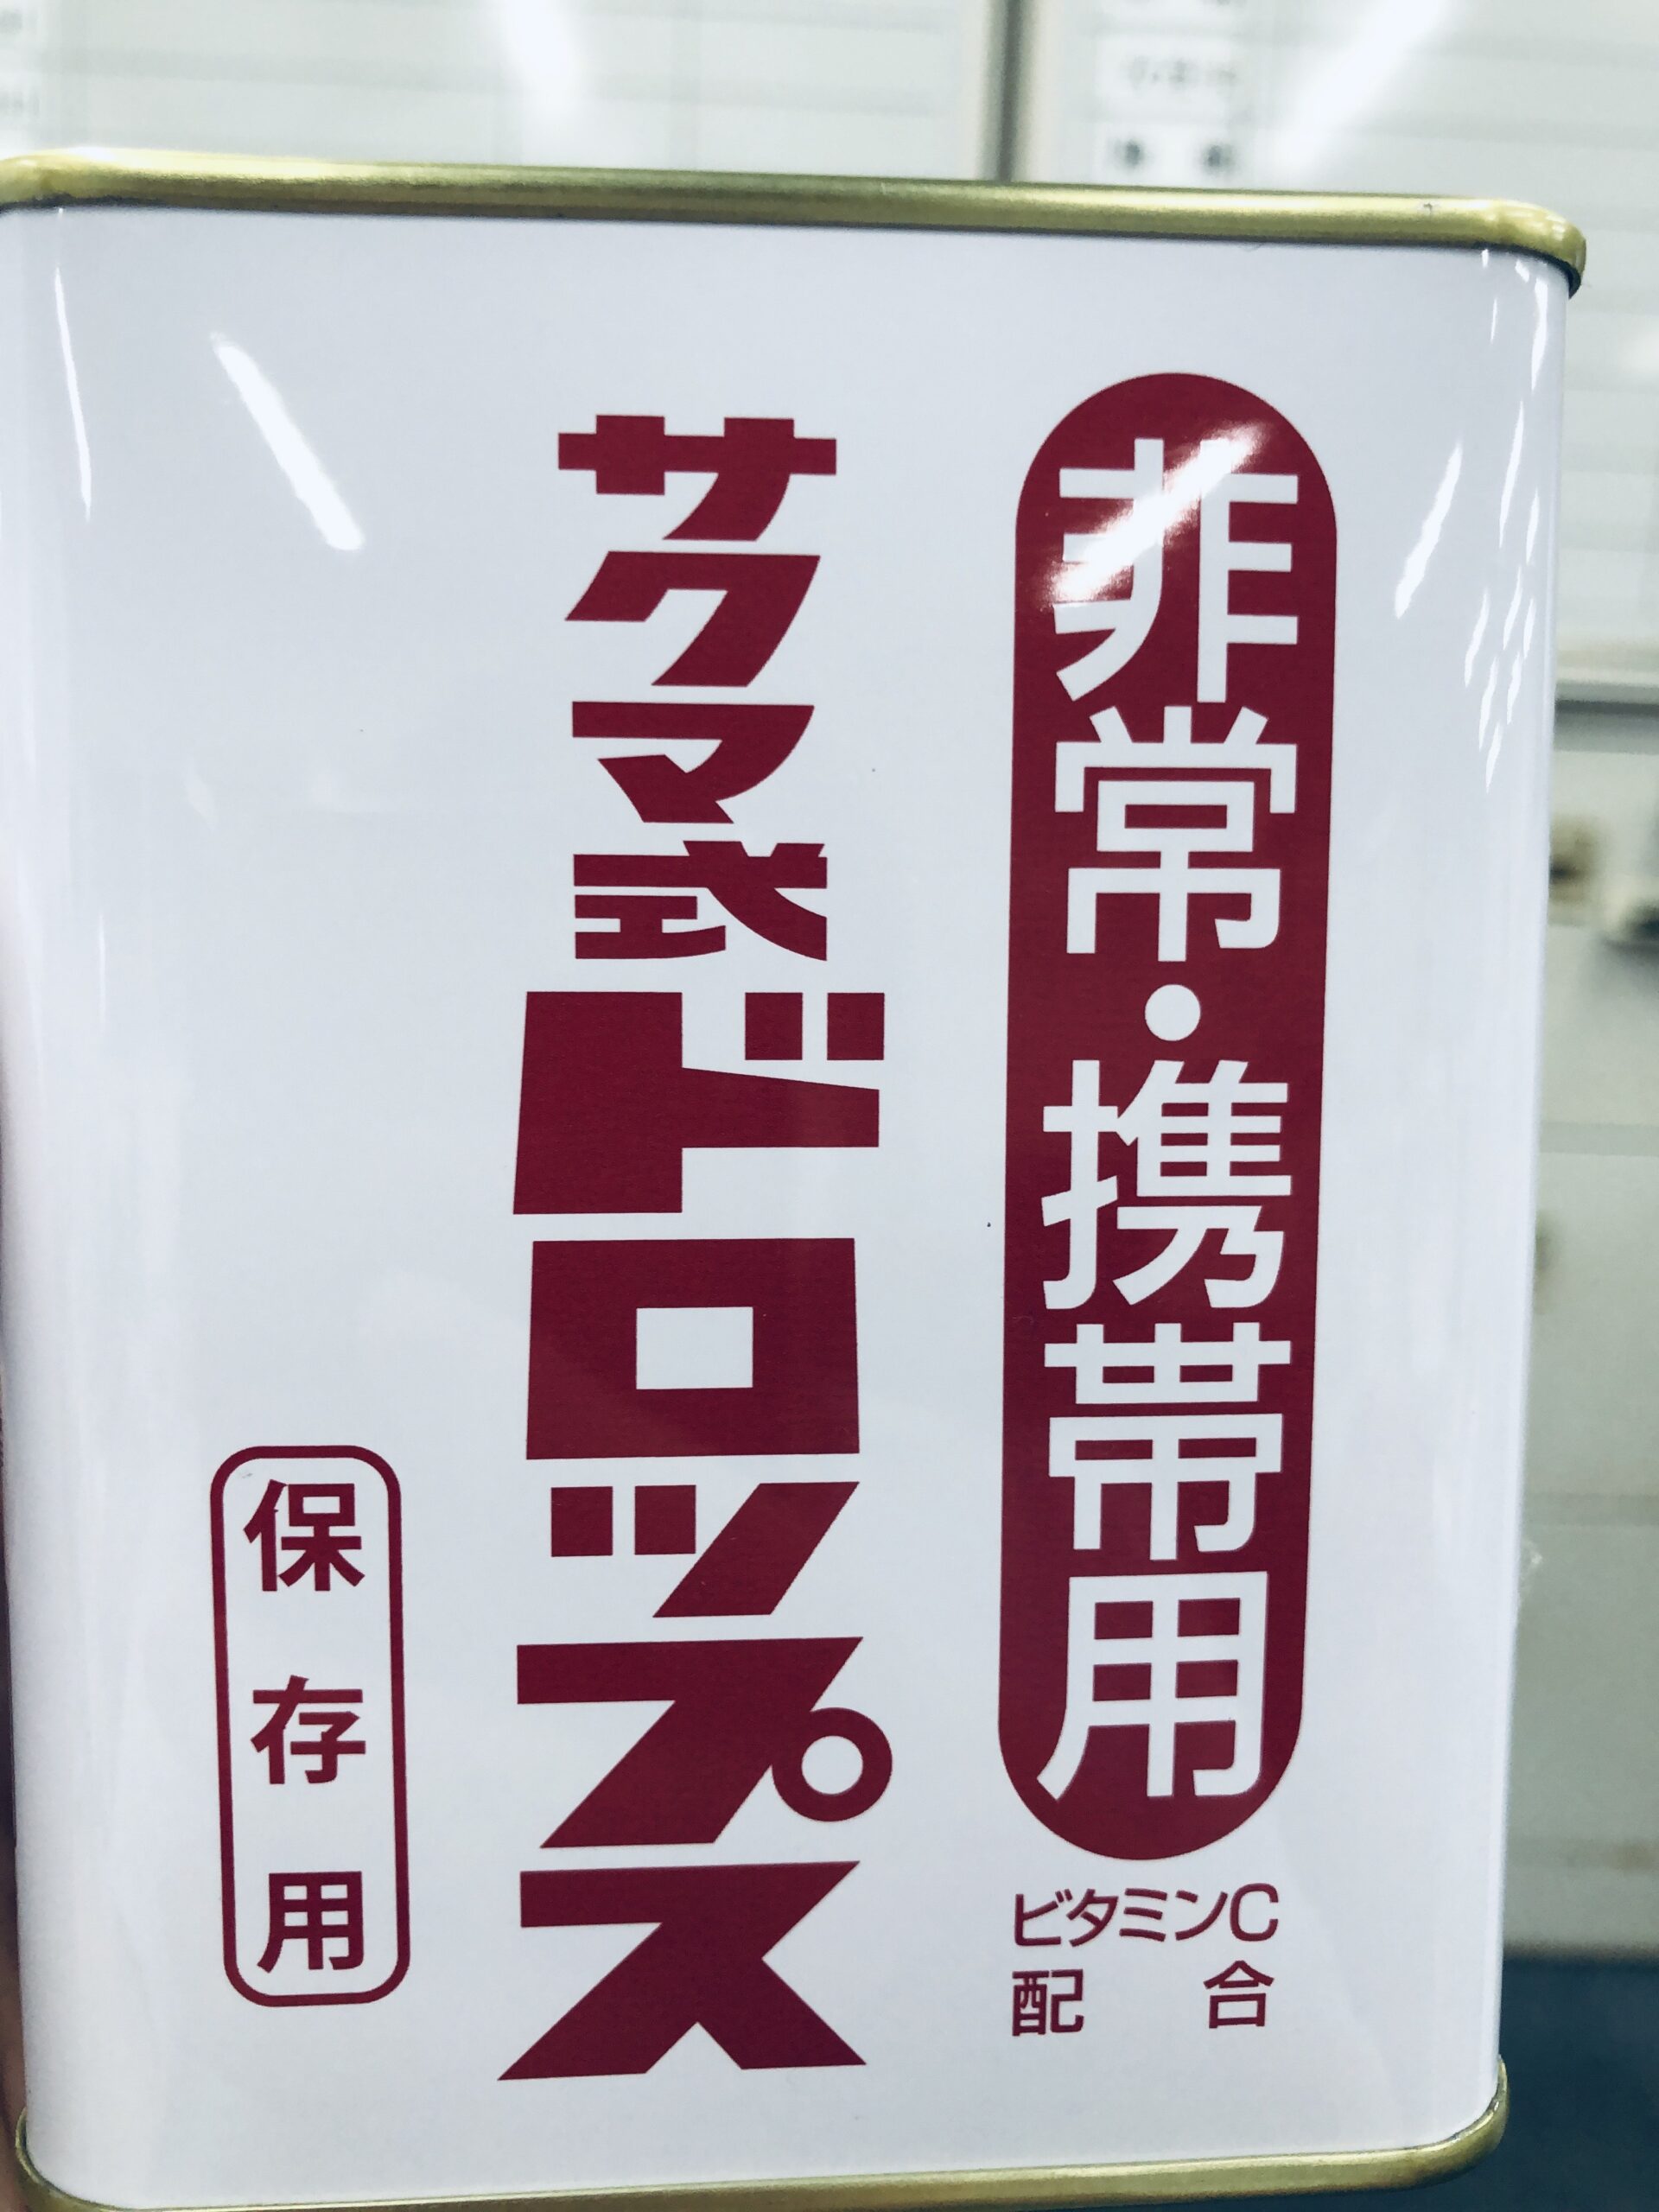 非常・携帯用
ビタミンC
配合
サクマ式ドロップス
保存用